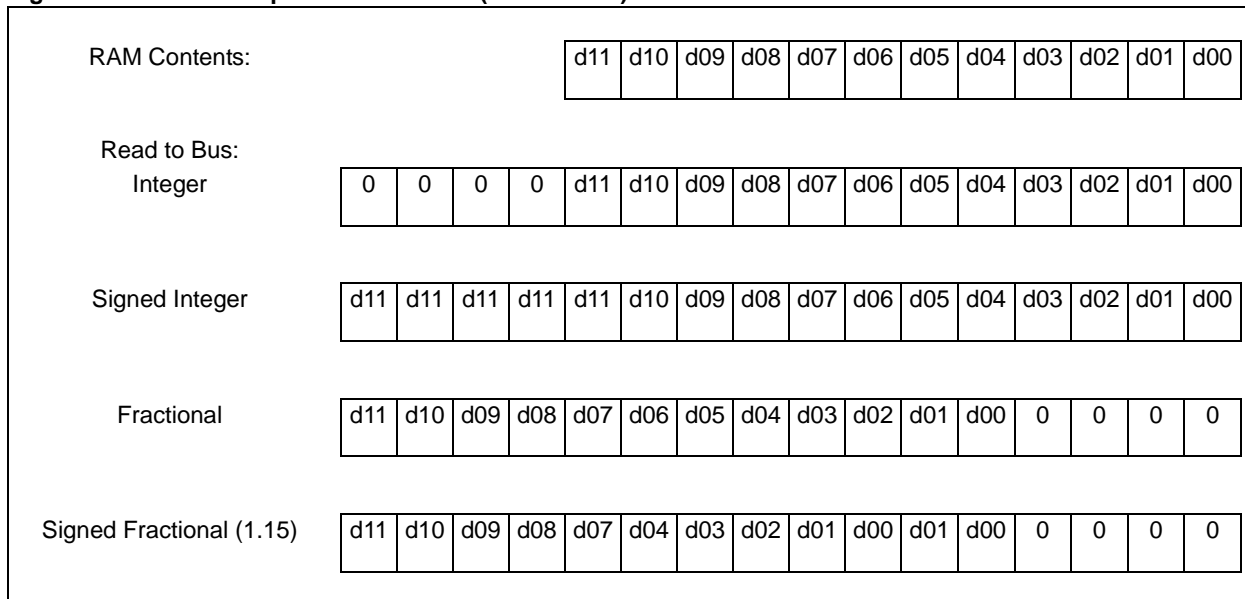 RAM Contents: d11 d10 d09 d08 d07 d06 d05 d04 d03 d02 d01 d00
Read to Bus:
Integer 0 0 0 0 d11 d10 d09 d08 d07 d06 d05 d04 d03 d02 d01 d00
Signed Integer d11 d11 d11 d11 d11 d10 d09 d08 d07 d06 d05 d04 d03 d02 d01 d00
Fractional d11 d10 d09 d08 d07 d06 d05 d04 d03 d02 d01 d00 0 0 0 0
Signed Fractional (1.15) d11 d10 d09 d08 d07 d04 d03 d02 d01 d00 d01 d00 0 0 0 0